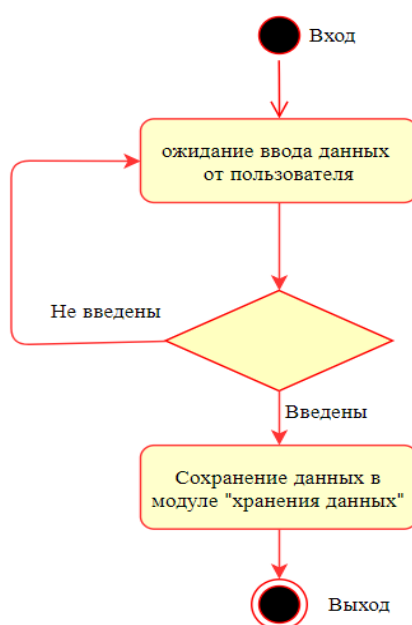 Вход
ожидание ввода данных
от пользователя
Не введены
Введены
Сохранение данных в
модуле "хранения данных"
Выход